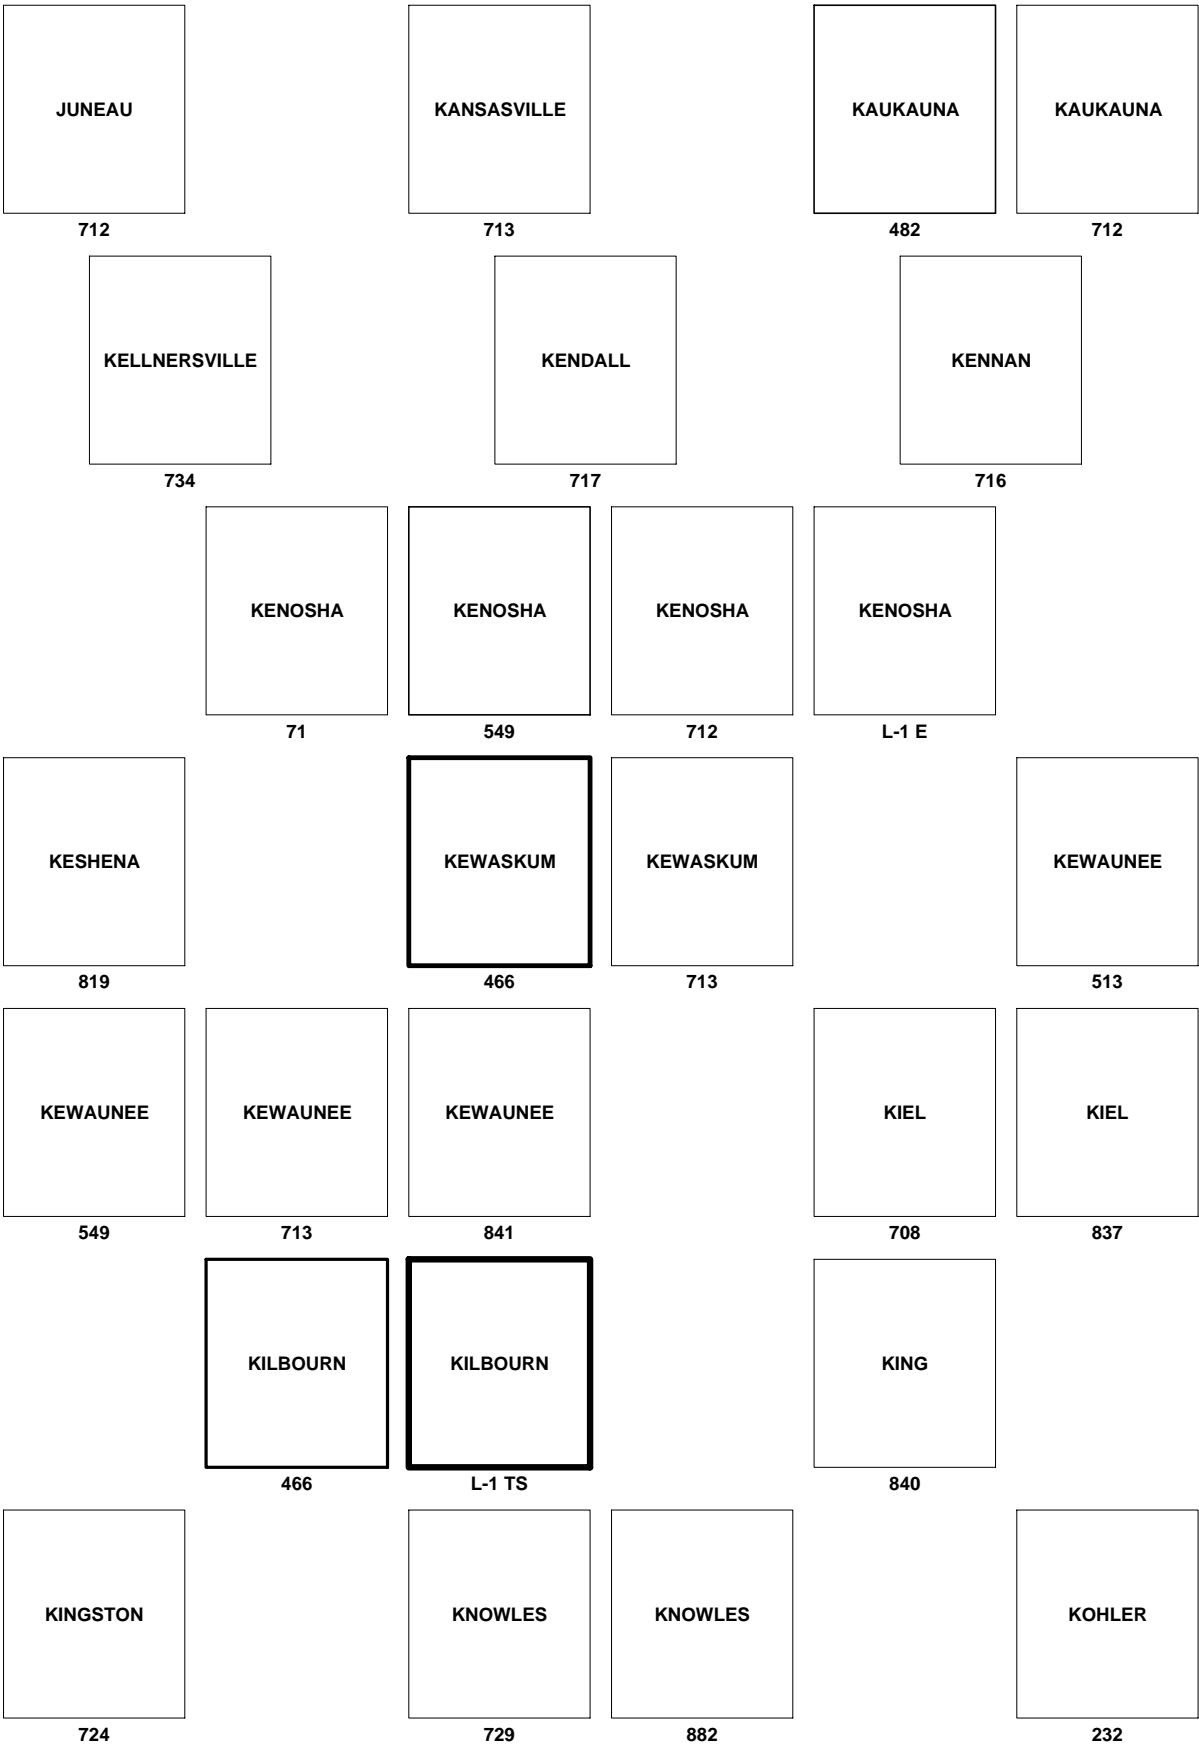 JUNEAU KANSASVILLE KAUKAUNA KAUKAUNA
712 713 482 712
KELLNERSVILLE KENDALL KENNAN
734 717 716
KENOSHA KENOSHA KENOSHA KENOSHA
71 549 712 L-1 E
KESHENA KEWASKUM KEWASKUM KEWAUNEE
819 466 713 513
KEWAUNEE KEWAUNEE KEWAUNEE KIEL KIEL
549 713 841 708 837
KILBOURN KILBOURN KING
466 L-1 TS 840
KINGSTON KNOWLES KNOWLES KOHLER
724 729 882 232